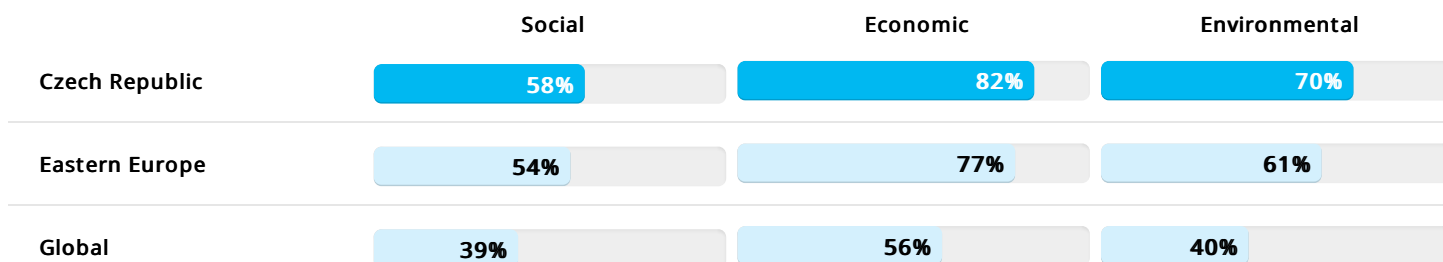 Social Economic Environmental
Czech Republic 58% 82% 70%
Eastern Europe 54% 77% 61%
Global 39% 56% 40%